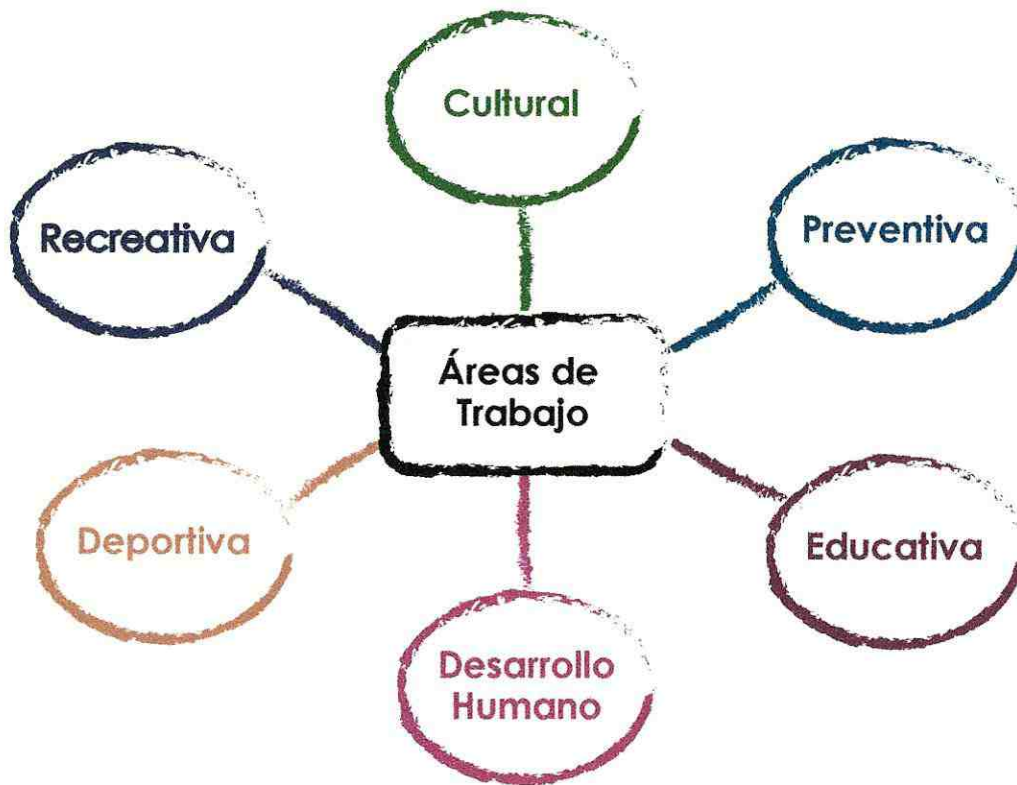 Cultural
Recreativa
Preventiva
Áreas de
Trabajo
Deportiva
Educativa
Desarrollo
Humano